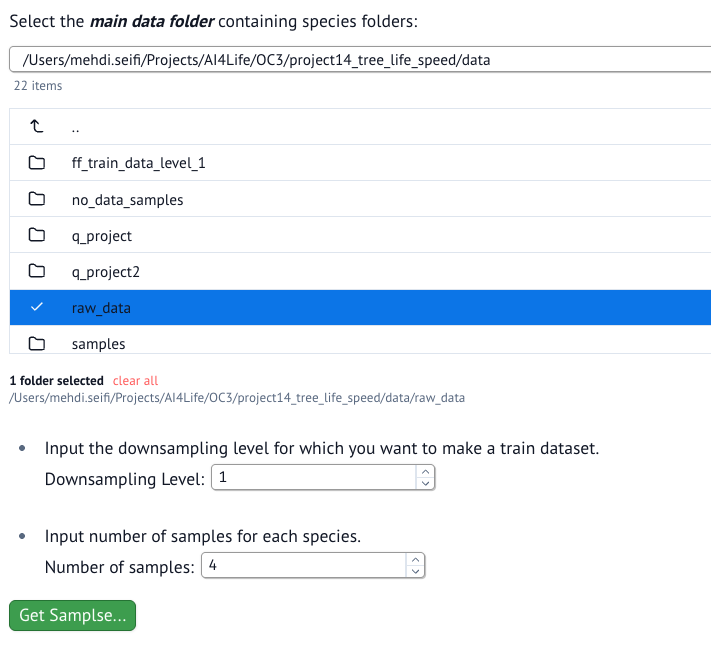 Select the main data folder containing species folders:
/Users/mehdi.seifi/Projects/AI4Life/OC3/project14_tree_life_speed/data
22 items
..
ff_train_data_level_1
no_data_samples
q_project
q_project2
raw_data
samples
1 folder selected clear all
/Users/mehdi.seifi/Projects/AI4Life/OC3/project14_tree_life_speed/data/raw_data
• Input the downsampling level for which you want to make a train dataset.
Downsampling Level: 1
• Input number of samples for each species.
Number of samples: 4
Get Samplse...